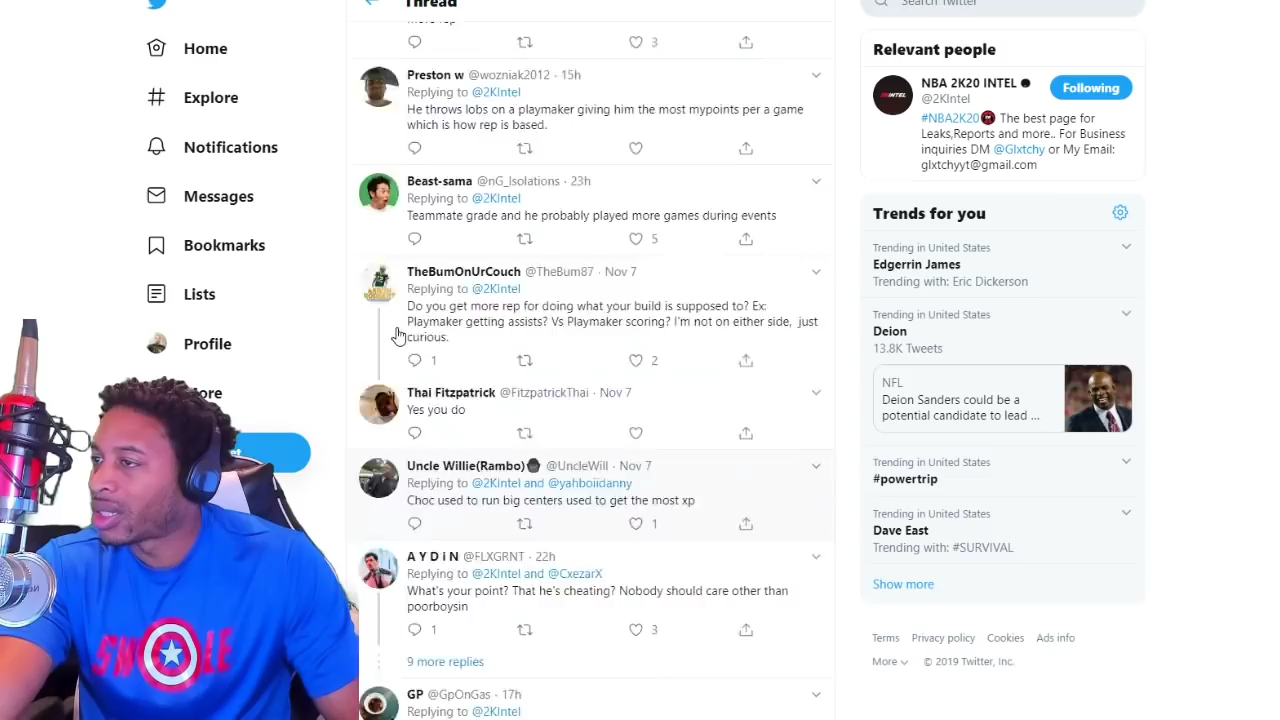 Home
Explore
Notifications
Messages
Bookmarks
Lists
Profile
Thread
3
Preston w @wozniak2012 · 15h
Replying to @2KIntel
He throws lobs on a playmaker giving him the most mypoints per a game
which is how rep is based.
Beast-sama @nG_Isolations · 23h
Replying to @2KIntel
Teammate grade and he probably played more games during events
5
TheBumOnUrCouch @TheBum87 · Nov 7
Replying to @2KIntel
Do you get more rep for doing what your build is supposed to? Ex:
Playmaker getting assists? Vs Playmaker scoring? I'm not on either side, just
curious.
1 2
Thai Fitzpatrick @FitzpatrickThai · Nov 7
Yes you do
Uncle Willie(Rambo) @UncleWill · Nov 7
Replying to @2KIntel and @yahboiidanny
Choc used to run big centers used to get the most xp
1
A Y D i N @FLXGRNT · 22h
Replying to @2KIntel and @CxezarX
What's your point? That he's cheating? Nobody should care other than
poorboysin
1 3
9 more replies
GP @GpOnGas · 17h
Replying to @2KIntel
Search Twitter
Relevant people
NBA 2K20 INTEL
@2KIntel
Following
#NBA2K20 The best page for
Leaks,Reports and more.. For Business
inquiries DM @Glxtchy or My Email:
glxtchyyt@gmail.com
Trends for you
Trending in United States
Edgerrin James
Trending with: Eric Dickerson
Trending in United States
Deion
13.8K Tweets
NFL
Deion Sanders could be a
potential candidate to lead ...
Trending in United States
#powertrip
Trending in United States
Dave East
Trending with: #SURVIVAL
Show more
Terms Privacy policy Cookies Ads info
More © 2019 Twitter, Inc.